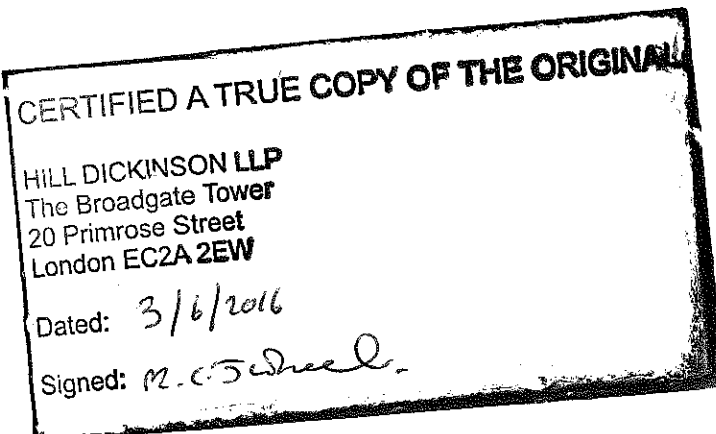 CERTIFIED A TRUE COPY OF THE ORIGINAL
HILL DICKINSON LLP
The Broadgate Tower
20 Primrose Street
London EC2A 2EW
Dated: 3/6/2016
Signed: M.C.